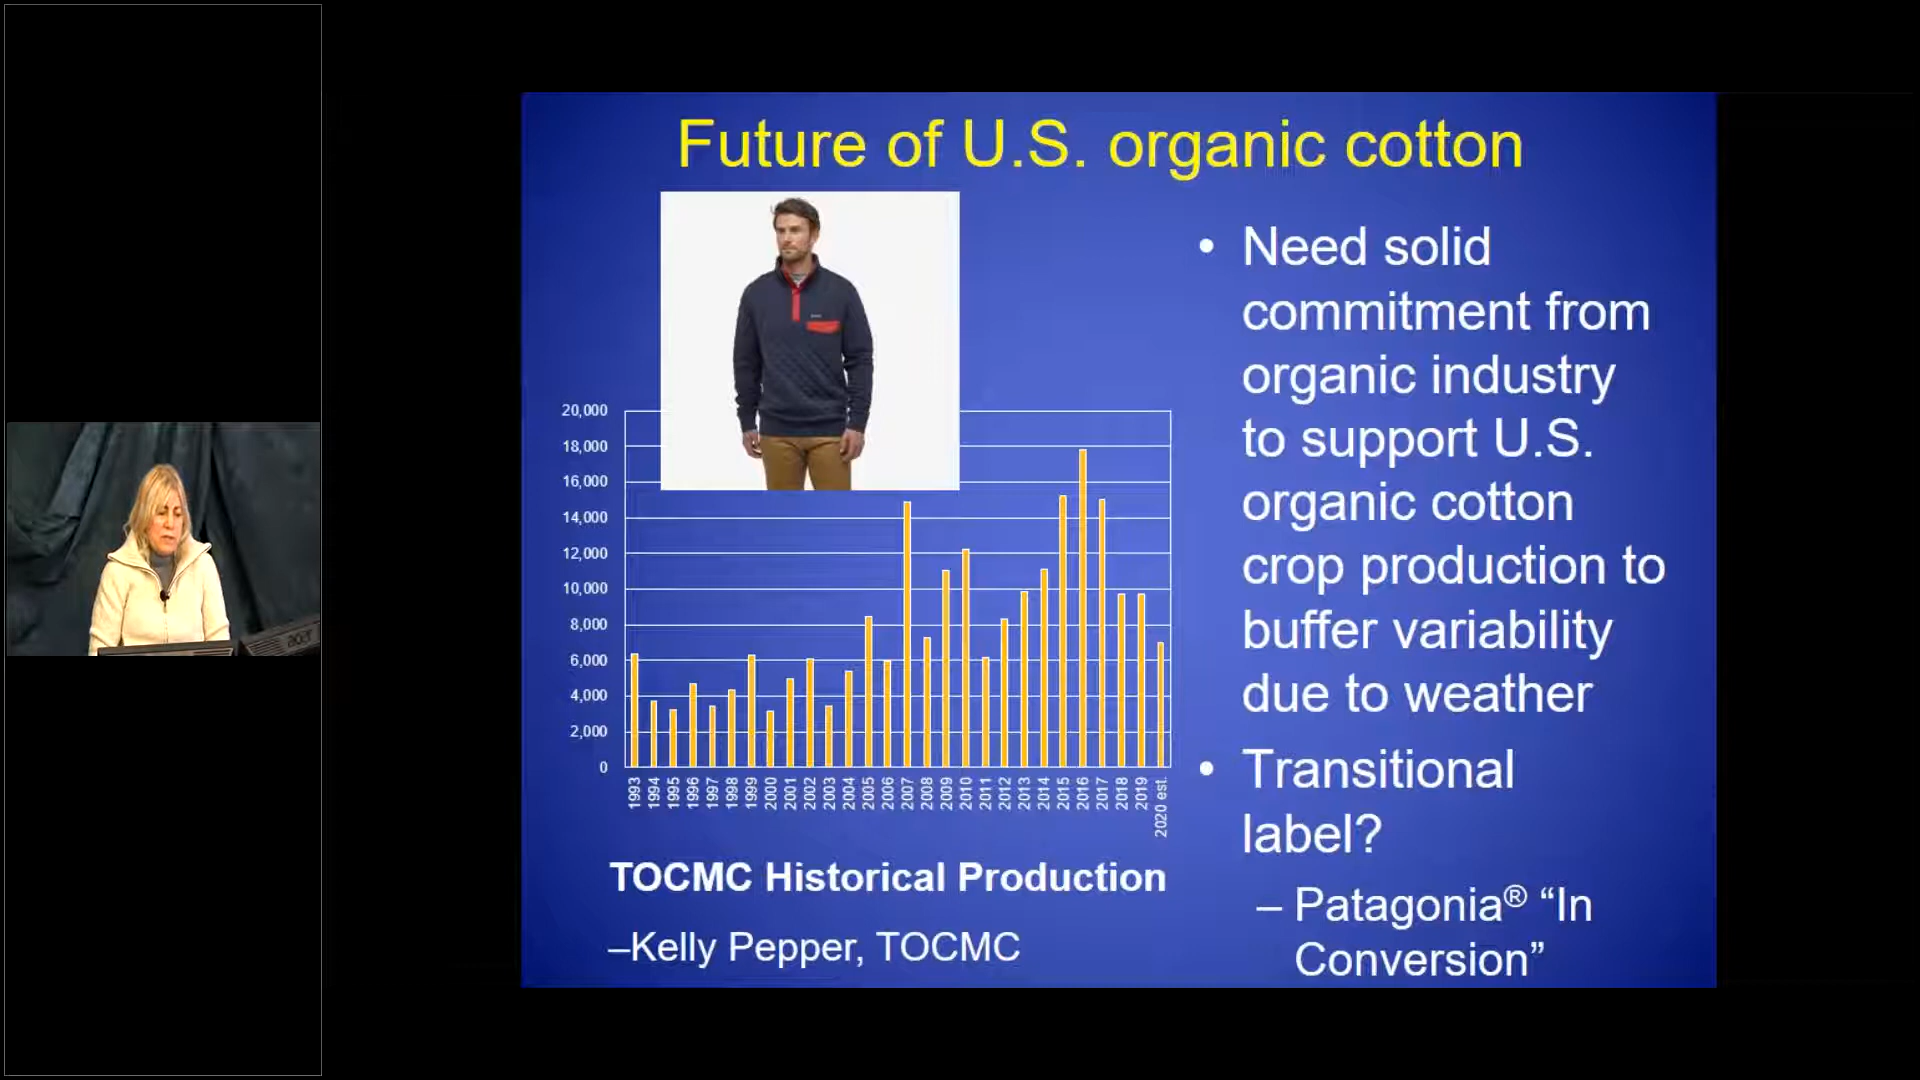 Future of U.S. organic cotton
20,000
18,000
16,000
14,000
12,000
10,000
8,000
6,000
4,000
2,000
0
1993
1994
1995
1996
1997
1998
1999
2000
2001
2002
2003
2004
2005
2006
2007
2008
2009
2010
2011
2012
2013
2014
2015
2016
2017
2018
2019
2020 est.
TOCMC Historical Production
–Kelly Pepper, TOCMC
• Need solid
commitment from
organic industry
to support U.S.
organic cotton
crop production to
buffer variability
due to weather
• Transitional
label?
– Patagonia® “In
Conversion”
acer